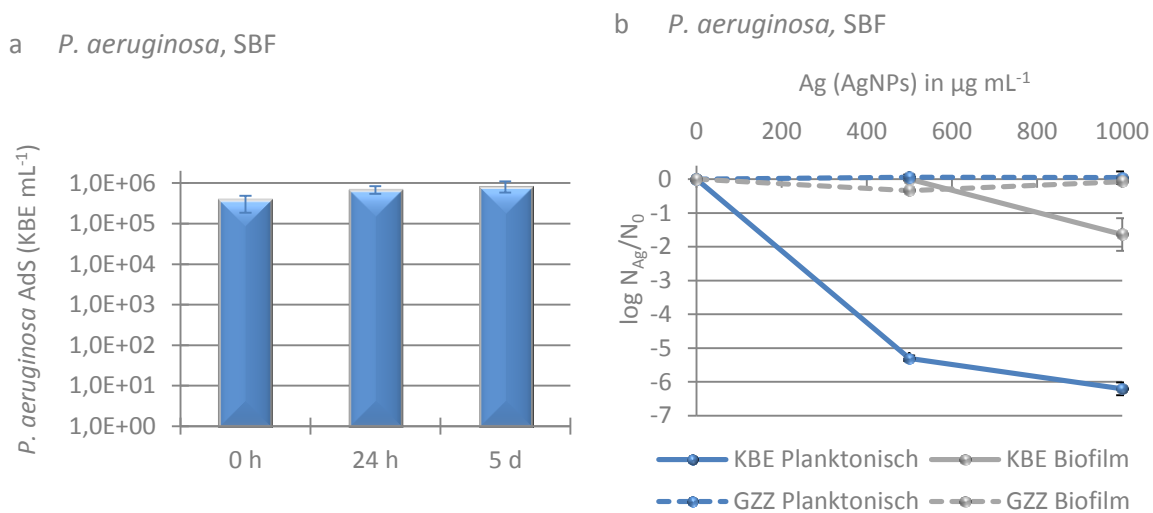 a P. aeruginosa, SBF
P. aeruginosa AdS (KBE mL-1)
1,0E+06
1,0E+05
1,0E+04
1,0E+03
1,0E+02
1,0E+01
1,0E+00
0 h 24 h 5 d
b P. aeruginosa, SBF
Ag (AgNPs) in µg mL-1
0 200 400 600 800 1000
log NAg/N0
0
-1
-2
-3
-4
-5
-6
-7
KBE Planktonisch KBE Biofilm
GZZ Planktonisch GZZ Biofilm